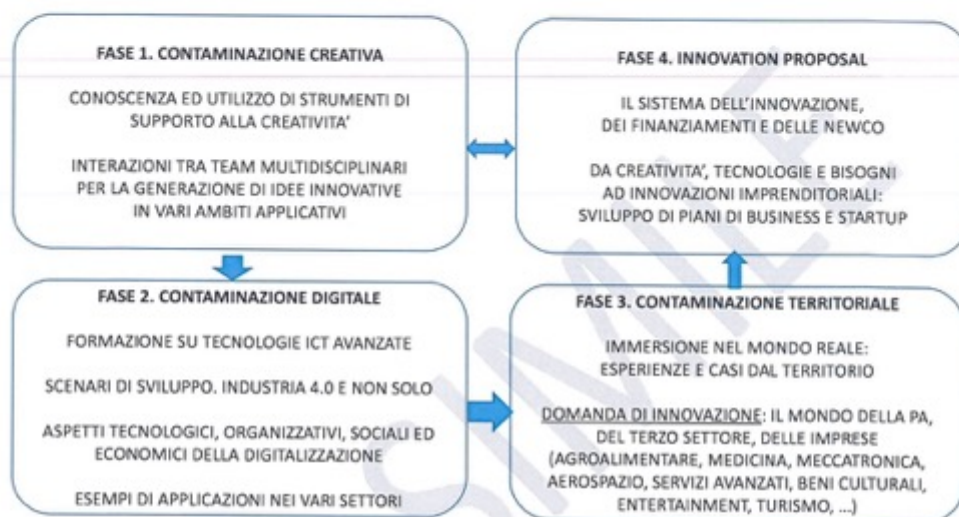 FASE 1. CONTAMINAZIONE CREATIVA
CONOSCENZA ED UTILIZZO DI STRUMENTI DI
SUPPORTO ALLA CREATIVITA'
INTERAZIONI TRA TEAM MULTIDISCIPLINARI
PER LA GENERAZIONE DI IDEE INNOVATIVE
IN VARI AMBITI APPLICATIVI
FASE 2. CONTAMINAZIONE DIGITALE
FORMAZIONE SU TECNOLOGIE ICT AVANZATE
SCENARI DI SVILUPPO. INDUSTRIA 4.0 E NON SOLO
ASPETTI TECNOLOGICI, ORGANIZZATIVI, SOCIALI ED
ECONOMICI DELLA DIGITALIZZAZIONE
ESEMPI DI APPLICAZIONI NEI VARI SETTORI
FASE 3. CONTAMINAZIONE TERRITORIALE
IMMERSIONE NEL MONDO REALE:
ESPERIENZE E CASI DAL TERRITORIO
DOMANDA DI INNOVAZIONE: IL MONDO DELLA PA,
DEL TERZO SETTORE, DELLE IMPRESE
(AGROALIMENTARE, MEDICINA, MECCATRONICA,
AEROSPAZIO, SERVIZI AVANZATI, BENI CULTURALI,
ENTERTAINMENT, TURISMO, ...)
FASE 4. INNOVATION PROPOSAL
IL SISTEMA DELL'INNOVAZIONE,
DEI FINANZIAMENTI E DELLE NEWCO
DA CREATIVITA', TECNOLOGIE E BISOGNI
AD INNOVAZIONI IMPRENDITORIALI:
SVILUPPO DI PIANI DI BUSINESS E STARTUP
SIMILE